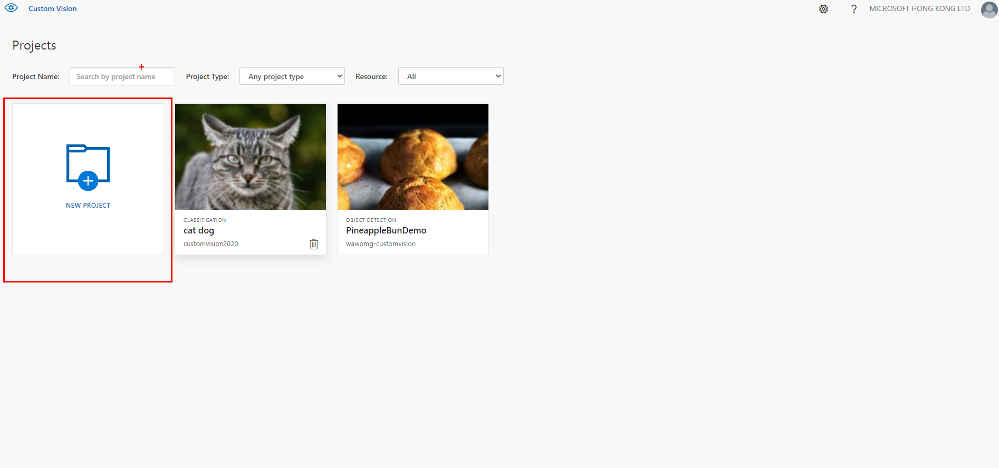 Custom Vision
? MICROSOFT HONG KONG LTD
Projects
Project Name: Search by project name Project Type: Any project type Resource: All
NEW PROJECT
CLASSIFICATION
cat dog
customvision2020
OBJECT DETECTION
PineappleBunDemo
wawomg-customvision